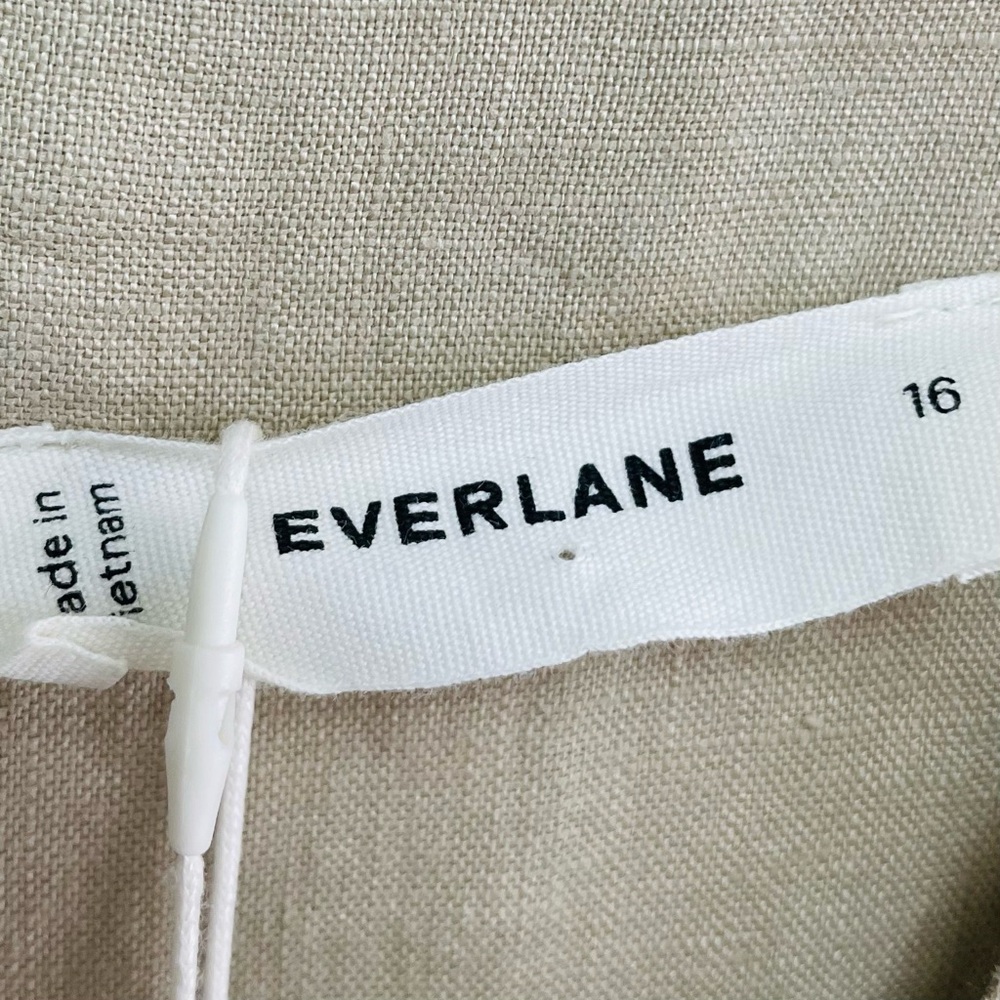 EVERLANE
16
ade in
ietnam